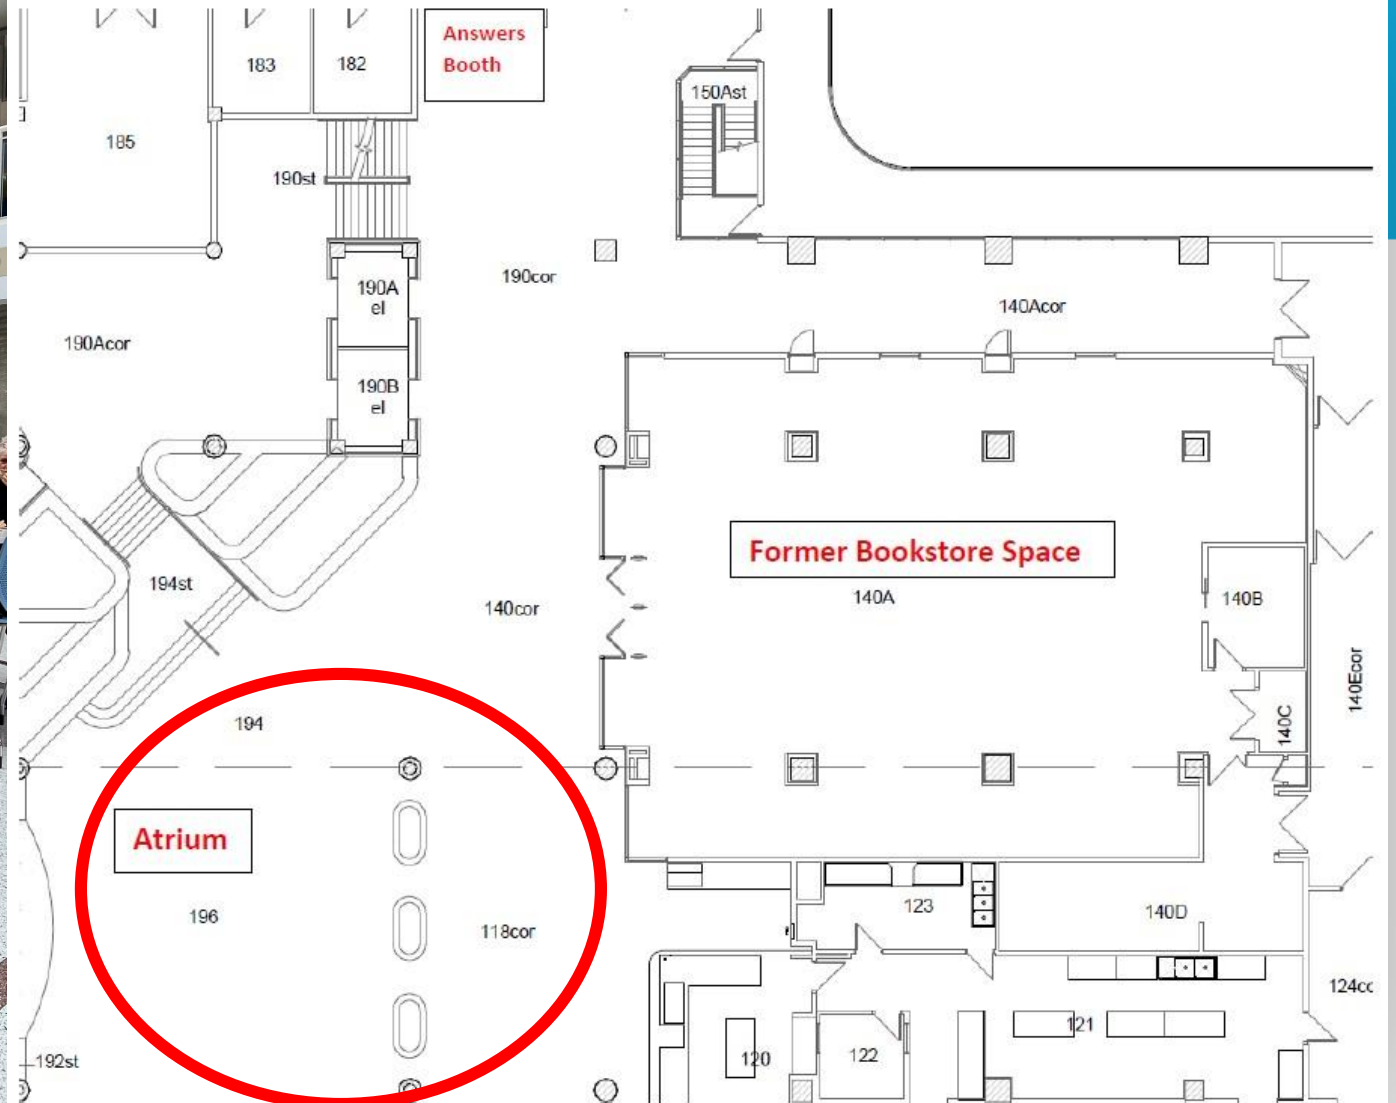 Answers
Booth
183
182
150Ast
185
190st
190cor
190A
el
140Acor
190Acor
190B
el
Former Bookstore Space
194st
140cor
140A
140B
140Ecor
194
140C
Atrium
196
118cor
123
140D
124cc
121
120
122
192st